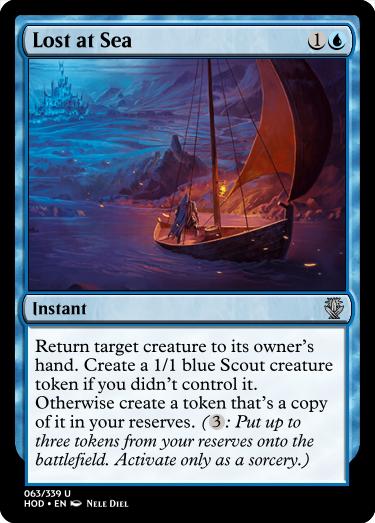 Lost at Sea 1
Instant
Return target creature to its owner's
hand. Create a 1/1 blue Scout creature
token if you didn't control it.
Otherwise create a token that's a copy
of it in your reserves. (3: Put up to
three tokens from your reserves onto the
battlefield. Activate only as a sorcery.)
063/339 U
HOD • EN NELE DIEL